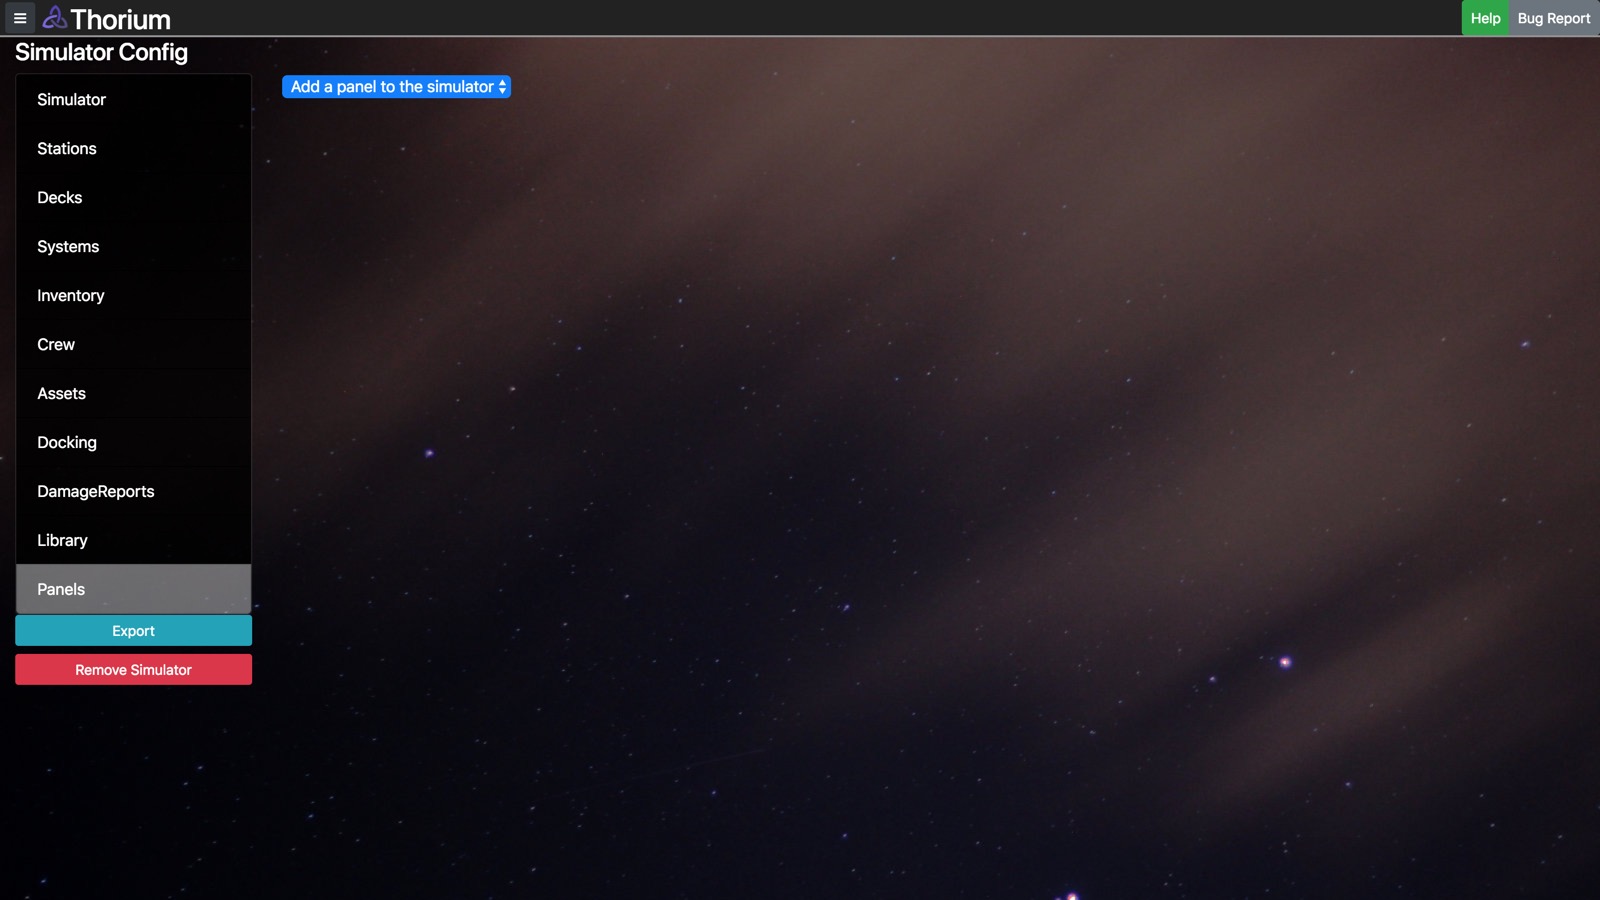 Thorium
Help
Bug Report
Simulator Config
Simulator
Add a panel to the simulator
Stations
Decks
Systems
Inventory
Crew
Assets
Docking
DamageReports
Library
Panels
Export
Remove Simulator